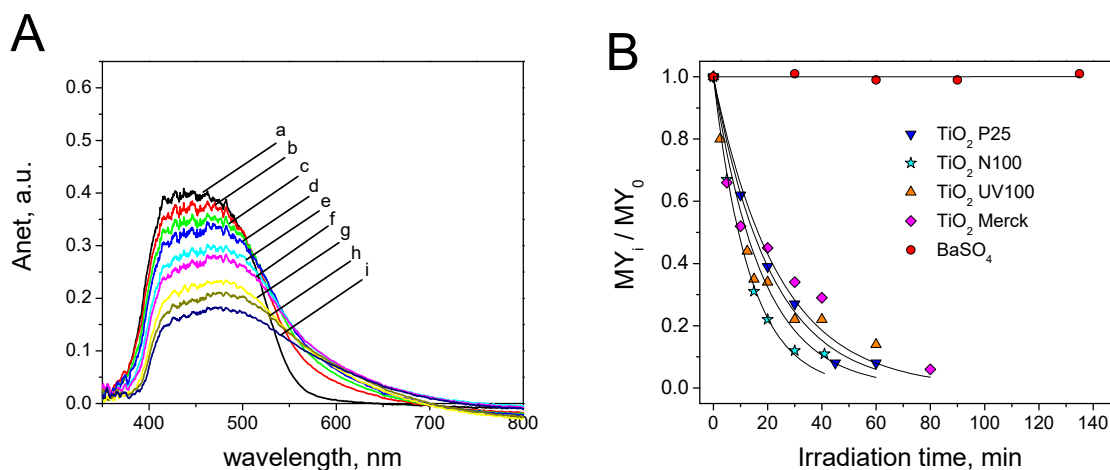 A
0.6
0.5
0.4
0.3
0.2
0.1
0.0
Anet, a.u.
a
b
c
d
e
f
g
h
i
400 500 600 700 800
wavelength, nm
B
1.0
0.8
0.6
0.4
0.2
0.0
MYi / MY0
TiO2 P25
TiO2 N100
TiO2 UV100
TiO2 Merck
BaSO4
0 20 40 60 80 100 120 140
Irradiation time, min